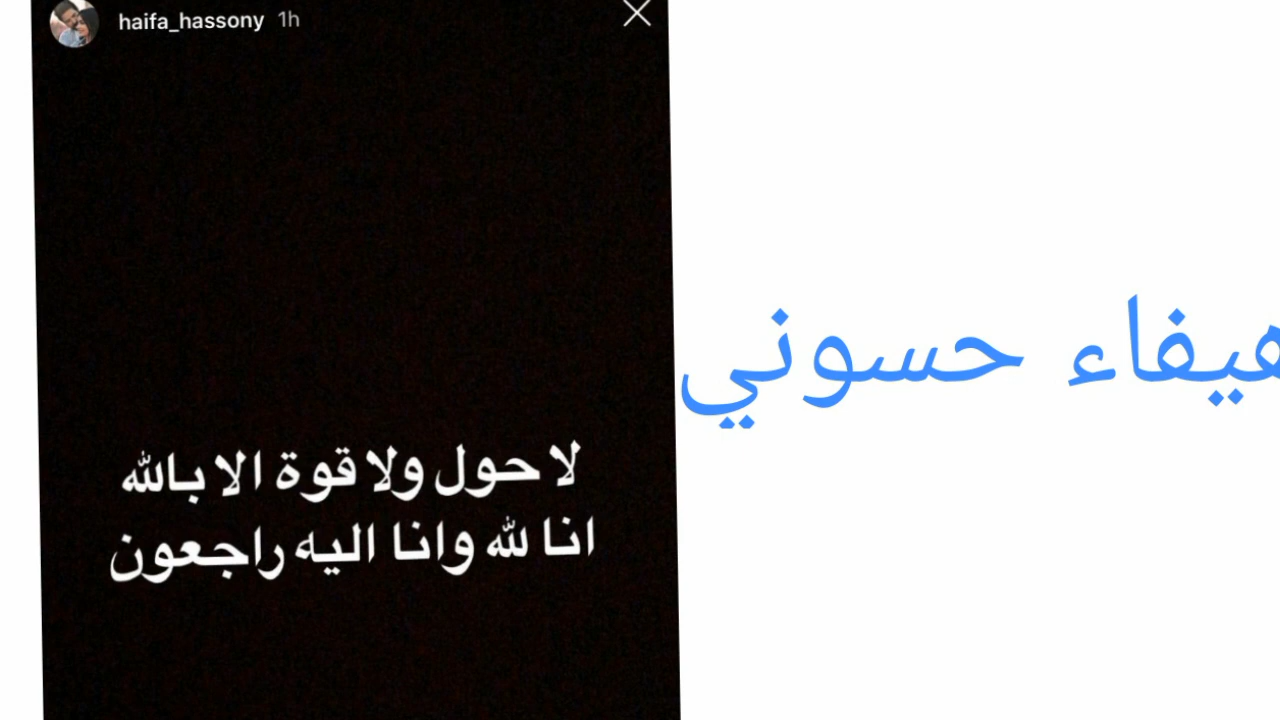 haifa_hassony 1h
لا حول ولا قوة الا بالله
انا لله وانا اليه راجعون
هيفاء حسوني